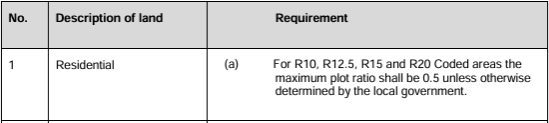 No. Description of land Requirement
1 Residential (a) For R10, R12.5, R15 and R20 Coded areas the
maximum plot ratio shall be 0.5 unless otherwise
determined by the local government.